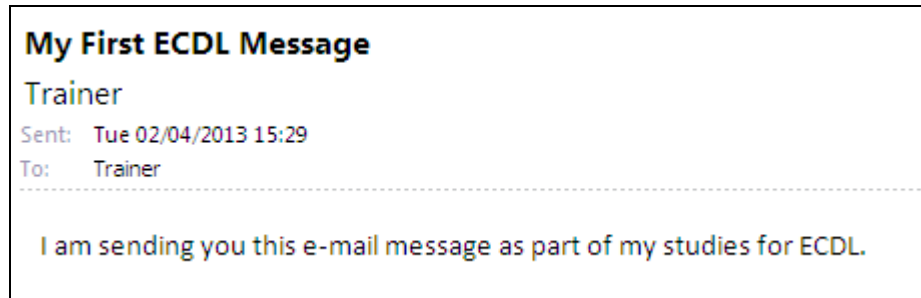 My First ECDL Message
Trainer
Sent: Tue 02/04/2013 15:29
To: Trainer
I am sending you this e-mail message as part of my studies for ECDL.